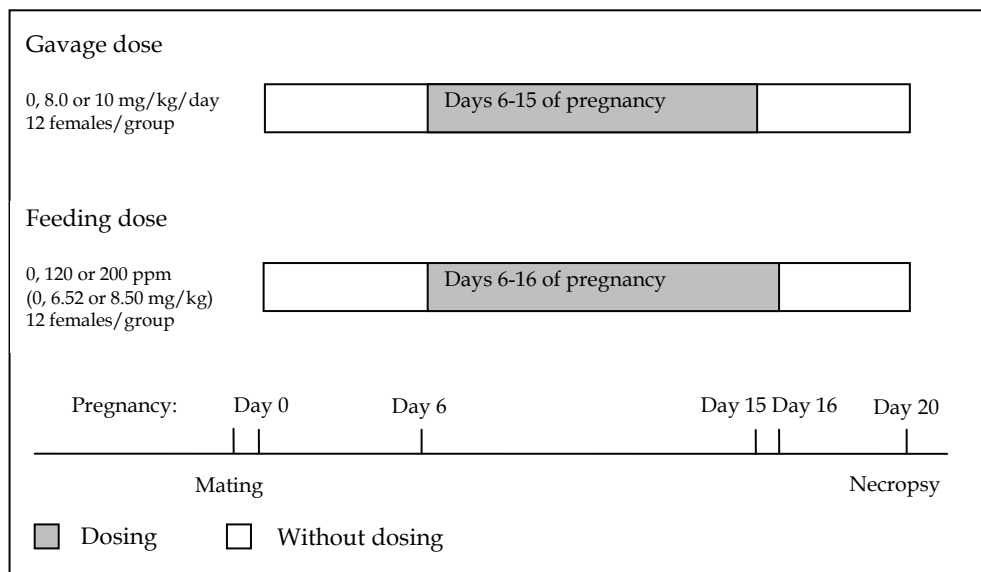 Gavage dose
0, 8.0 or 10 mg/kg/day
12 females/group
Days 6-15 of pregnancy
Feeding dose
0, 120 or 200 ppm
(0, 6.52 or 8.50 mg/kg)
12 females/group
Days 6-16 of pregnancy
Pregnancy: Day 0 Day 6 Day 15 Day 16 Day 20
Mating Necropsy
Dosing Without dosing